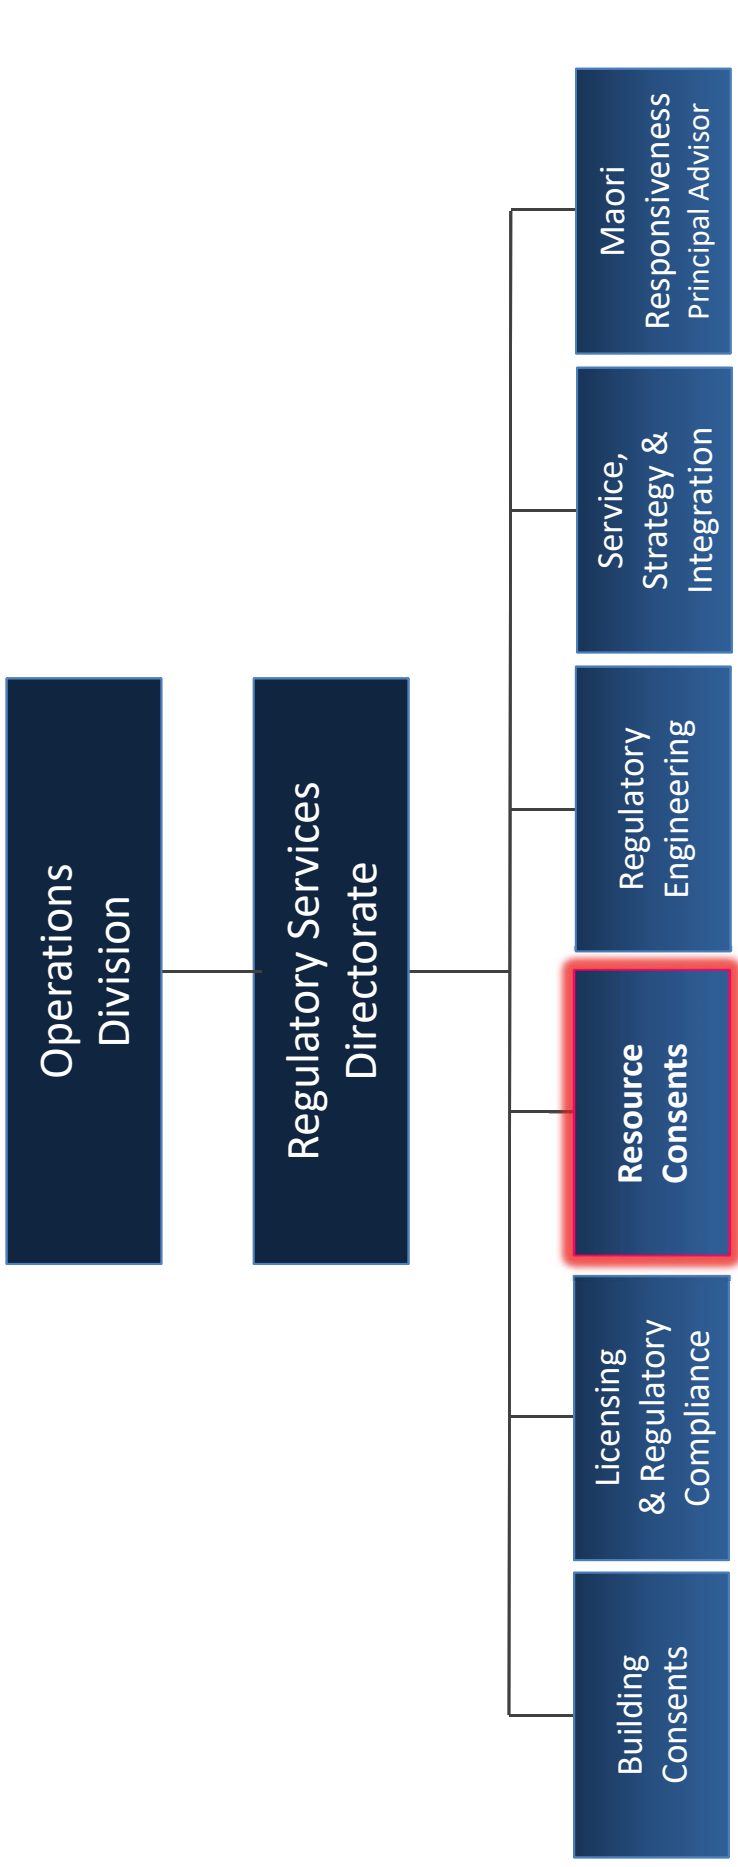 Operations
Division
Regulatory Services
Directorate
Building
Consents
Licensing
& Regulatory
Compliance
Resource
Consents
Regulatory
Engineering
Service,
Strategy &
Integration
Maori
Responsiveness
Principal Advisor